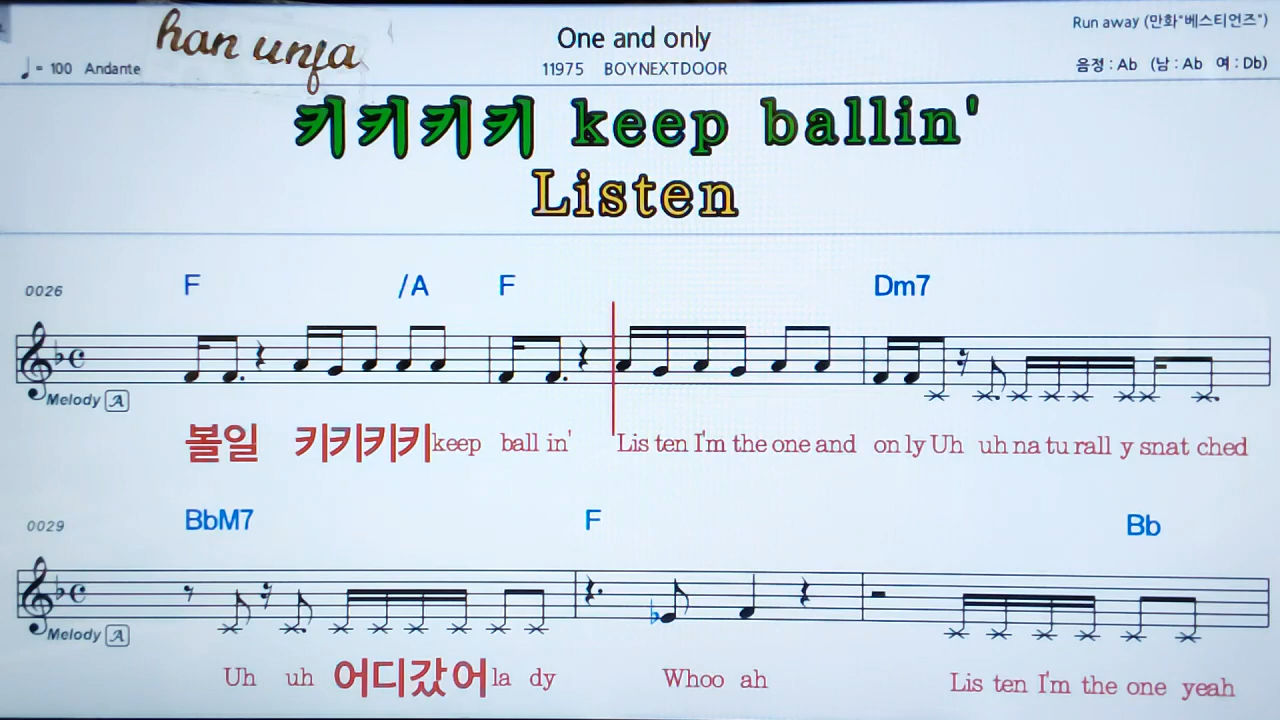 han unja
One and only
Run away (만화"베스티언즈")
♩= 100 Andante
11975 BOYNEXTDOOR
음정 : Ab (남 : Ab 여 : Db)
키키키키 keep ballin'
Listen
0026
F /A F Dm7
Melody A
볼일 키키키키keep ball in' Lis ten I'm the one and on ly Uh uh na tu rall y snat ched
0029
BbM7 F Bb
Melody A
Uh uh 어디갔어 la dy Whoo ah Lis ten I'm the one yeah